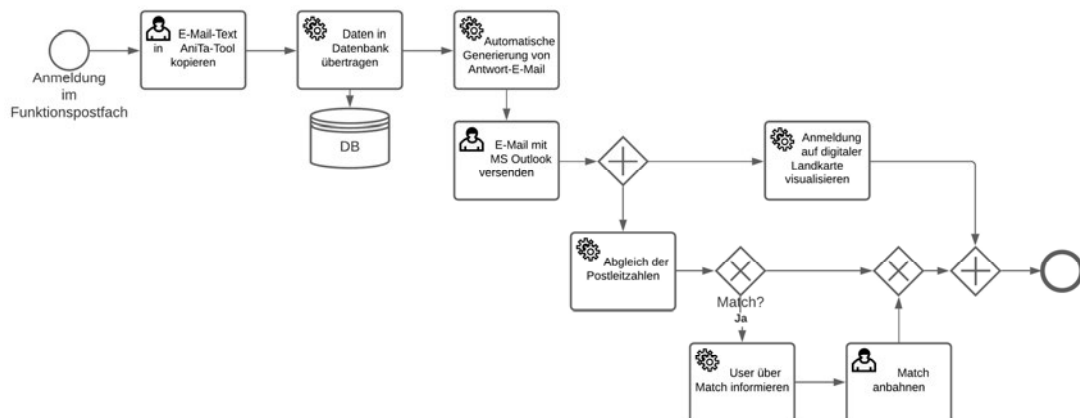 Anmeldung
im
Funktionspostfach
E-Mail-Text
in AniTa-Tool
kopieren
Daten in
Datenbank
übertragen
DB
Automatische
Generierung von
Antwort-E-Mail
E-Mail mit
MS Outlook
versenden
Anmeldung
auf digitaler
Landkarte
visualisieren
Abgleich der
Postleitzahlen
Match?
Ja
User über
Match informieren
Match
anbahnen